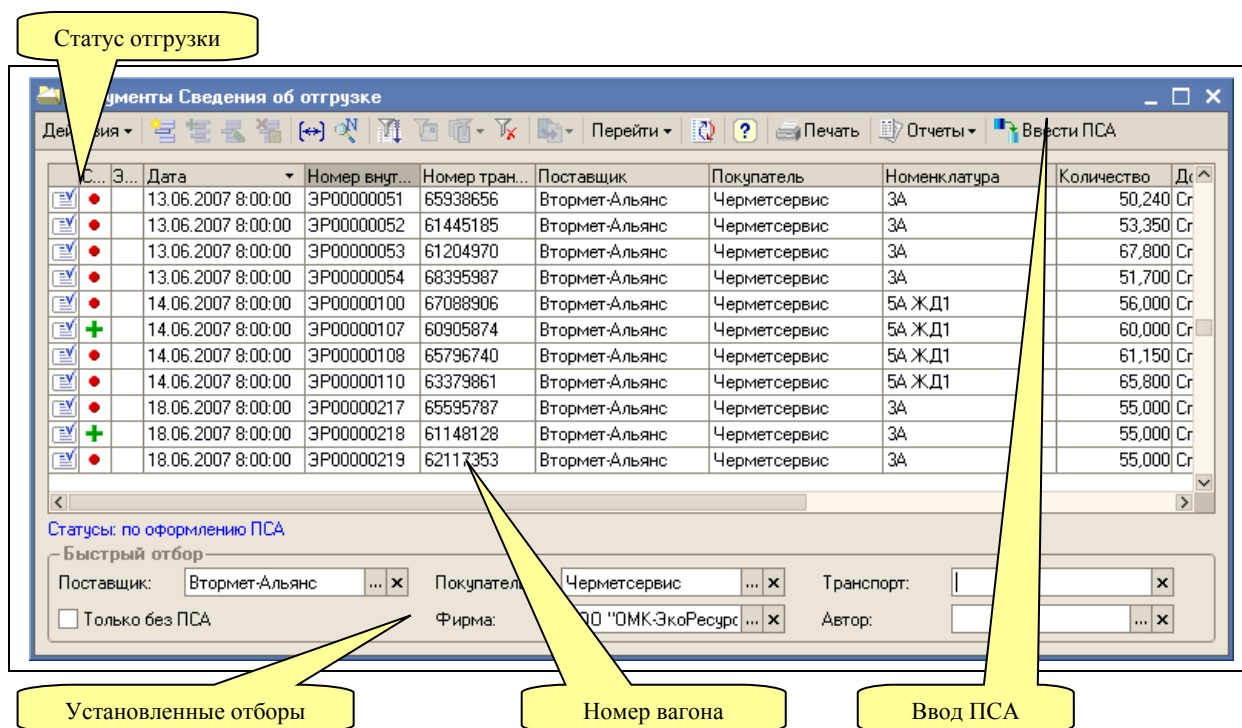 Статус отгрузки
ументы Сведения об отгрузке
Дей вия Перейти Печать Отчеты Ввести ПСА
С... Э... Дата Номер внут... Номер тран... Поставщик Покупатель Номенклатура Количество
13.06.2007 8:00:00 ЭР00000051 65938656 Втормет-Альянс Черметсервис 3А 50,240
13.06.2007 8:00:00 ЭР00000052 61445185 Втормет-Альянс Черметсервис 3А 53,350
13.06.2007 8:00:00 ЭР00000053 61204970 Втормет-Альянс Черметсервис 3А 67,800
13.06.2007 8:00:00 ЭР00000054 68395987 Втормет-Альянс Черметсервис 3А 51,700
14.06.2007 8:00:00 ЭР00000100 67088906 Втормет-Альянс Черметсервис 5А ЖД1 56,000
14.06.2007 8:00:00 ЭР00000107 60905874 Втормет-Альянс Черметсервис 5А ЖД1 60,000
14.06.2007 8:00:00 ЭР00000108 65796740 Втормет-Альянс Черметсервис 5А ЖД1 61,150
14.06.2007 8:00:00 ЭР00000110 63379861 Втормет-Альянс Черметсервис 5А ЖД1 65,800
18.06.2007 8:00:00 ЭР00000217 65595787 Втормет-Альянс Черметсервис 3А 55,000
18.06.2007 8:00:00 ЭР00000218 61148128 Втормет-Альянс Черметсервис 3А 55,000
18.06.2007 8:00:00 ЭР00000219 62117353 Втормет-Альянс Черметсервис 3А 55,000
Статусы: по оформлению ПСА
Быстрый отбор
Поставщик: Втормет-Альянс ... Покупатель Черметсервис ... Транспорт:
Только без ПСА Фирма: ОО "ОМК-ЭкоРесурс ... Автор: ...
Установленные отборы Номер вагона Ввод ПСА